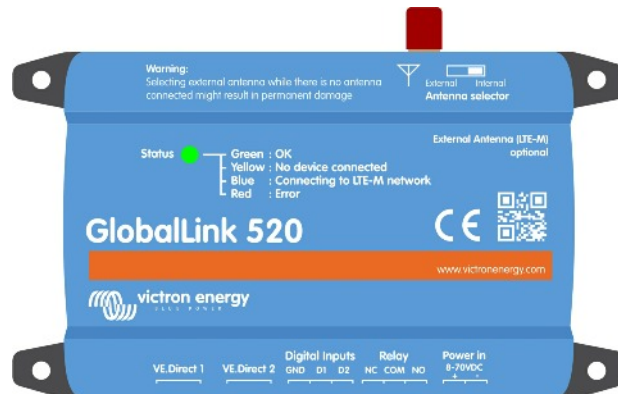 Warning:
Selecting external antenna while there is no antenna
connected might result in permanent damage
External Internal
Antenna selector
External Antenna (LTE-M)
optional
Status
Green : OK
Yellow : No device connected
Blue : Connecting to LTE-M network
Red : Error
GlobalLink 520
CE
www.victronenergy.com
victron energy
BLUE POWER
VE.Direct 1
VE.Direct 2
Digital Inputs
GND D1 D2
Relay
NC COM NO
Power in
8-70VDC
+ -